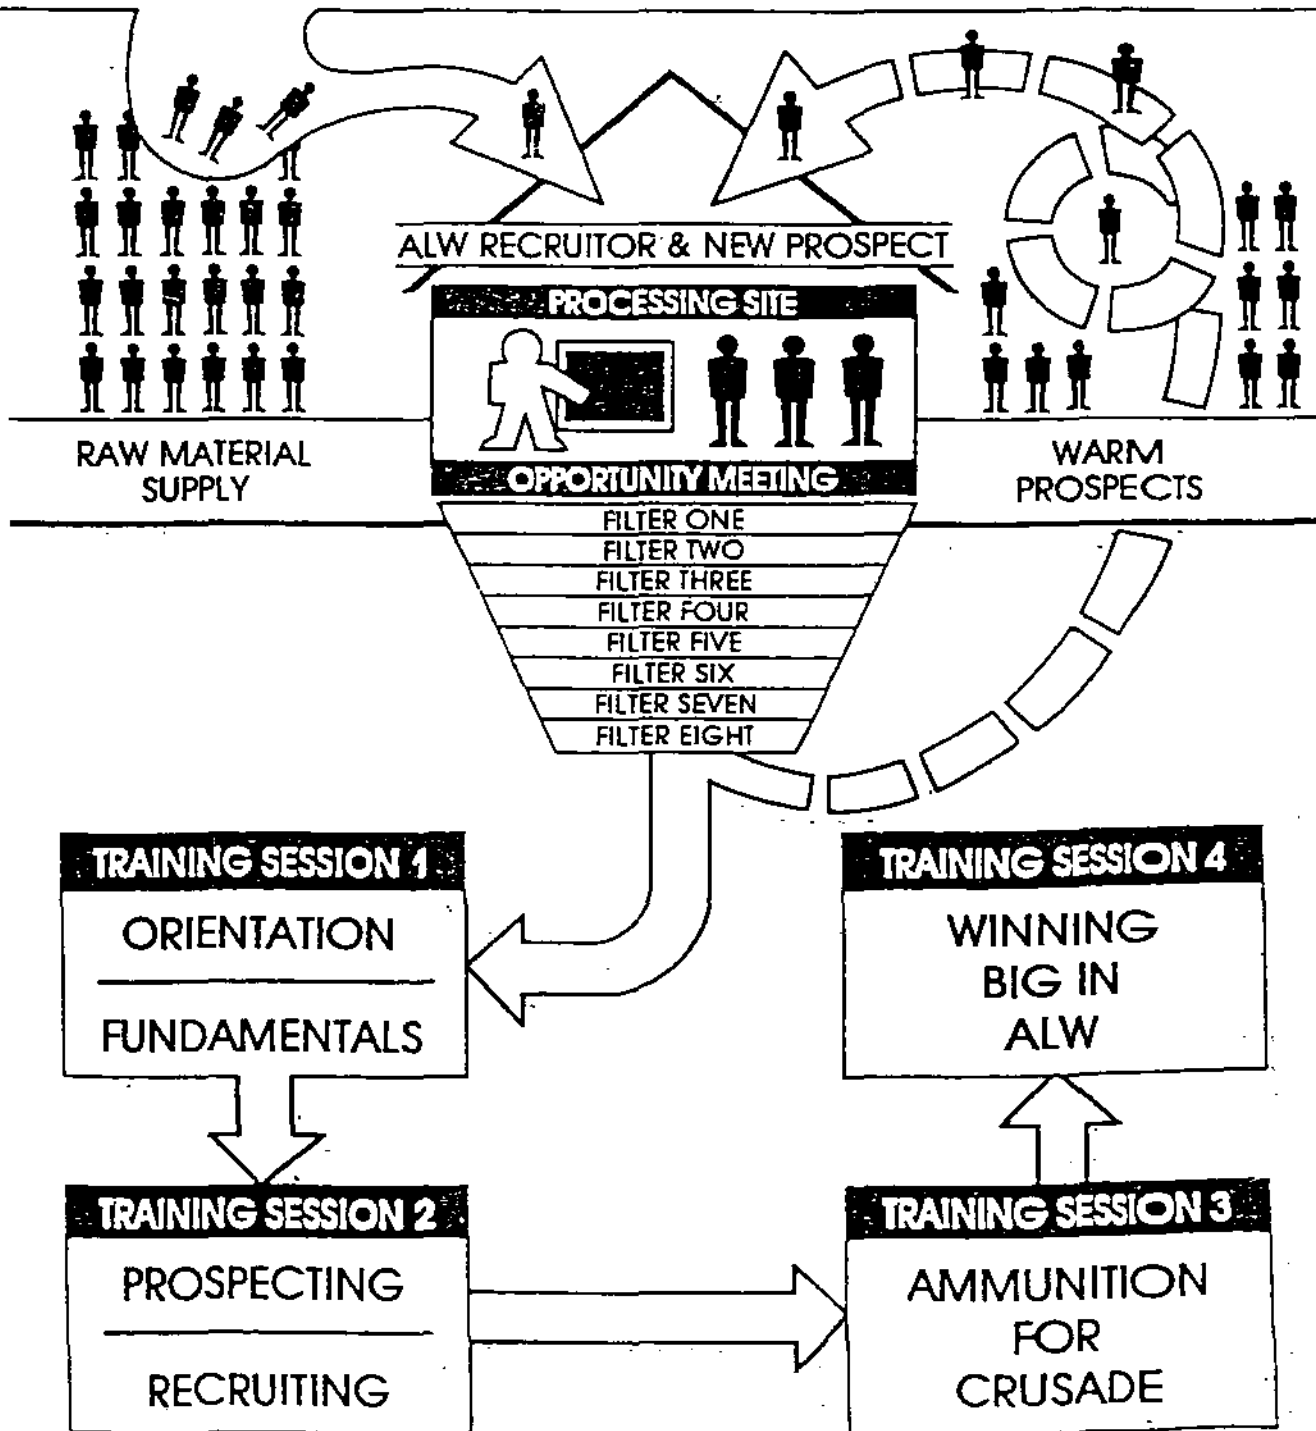 ALW RECRUITOR & NEW PROSPECT
PROCESSING SITE
OPPORTUNITY MEETING
RAW MATERIAL
SUPPLY
WARM
PROSPECTS
FILTER ONE
FILTER TWO
FILTER THREE
FILTER FOUR
FILTER FIVE
FILTER SIX
FILTER SEVEN
FILTER EIGHT
TRAINING SESSION 1
ORIENTATION
FUNDAMENTALS
TRAINING SESSION 2
PROSPECTING
RECRUITING
TRAINING SESSION 3
AMMUNITION
FOR
CRUSADE
TRAINING SESSION 4
WINNING
BIG IN
ALW